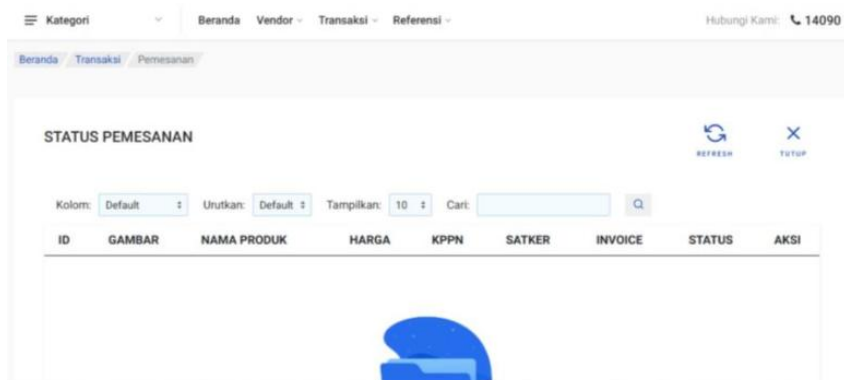 Kategori Beranda Vendor Transaksi Referensi Hubungi Kami: 14090
Beranda Transaksi Pemesanan
STATUS PEMESANAN
REFRESH TUTUP
Kolom: Default Urutkan: Default Tampilkan: 10 Cari:
ID GAMBAR NAMA PRODUK HARGA KPPN SATKER INVOICE STATUS AKSI